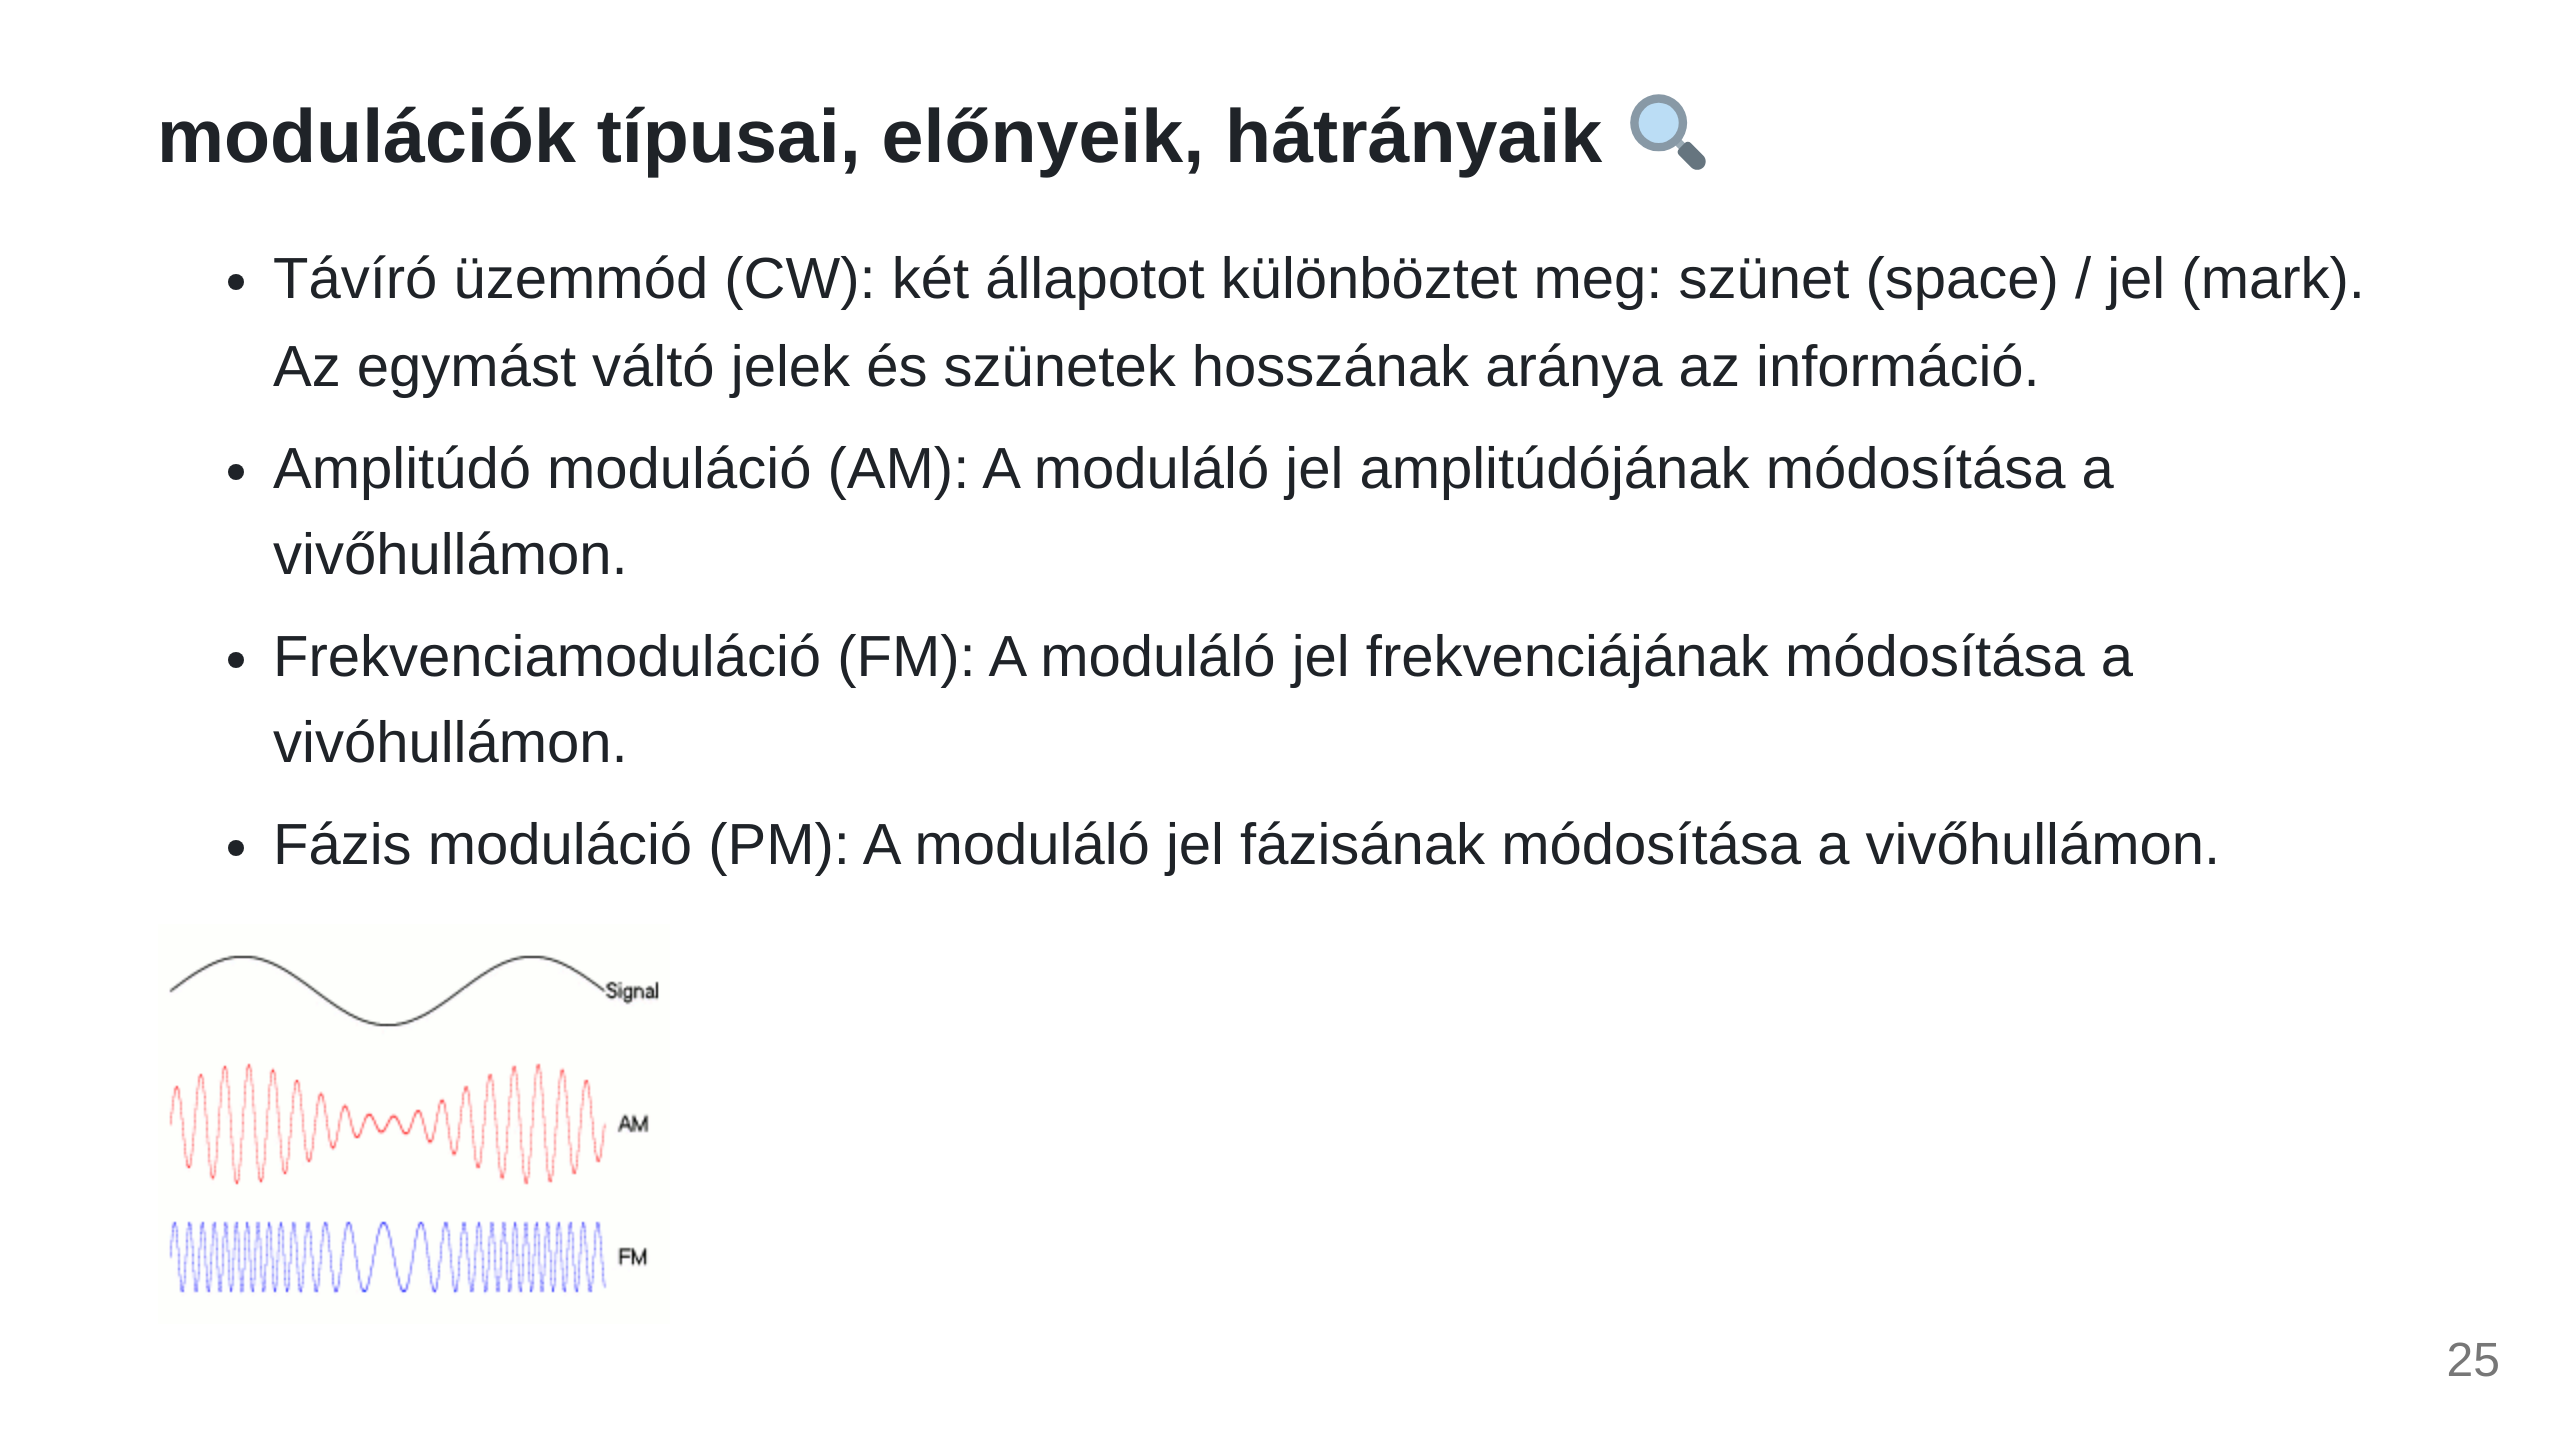 modulációk típusai, előnyeik, hátrányaik
Távíró üzemmód (CW): két állapotot különböztet meg: szünet (space) / jel (mark).
Az egymást váltó jelek és szünetek hosszának aránya az információ.
Amplitúdó moduláció (AM): A moduláló jel amplitúdójának módosítása a
vivőhullámon.
Frekvenciamoduláció (FM): A moduláló jel frekvenciájának módosítása a
vivóhullámon.
Fázis moduláció (PM): A moduláló jel fázisának módosítása a vivőhullámon.
Signal
AM
FM
25